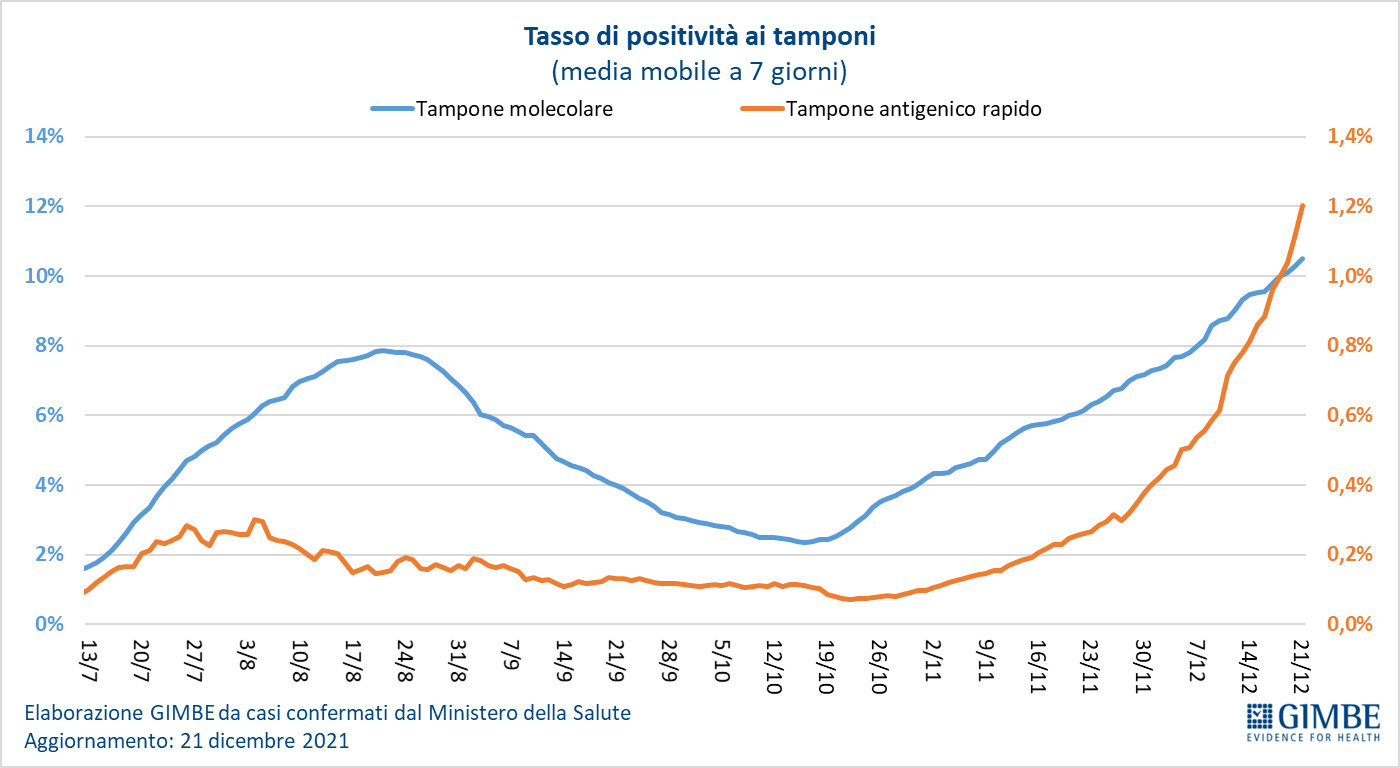 Tasso di positività ai tamponi
(media mobile a 7 giorni)
Tampone molecolare Tampone antigenico rapido
14% 1,4%
12% 1,2%
10% 1,0%
8% 0,8%
6% 0,6%
4% 0,4%
2% 0,2%
0% 0,0%
13/7 20/7 27/7 3/8 10/8 17/8 24/8 31/8 7/9 14/9 21/9 28/9 5/10 12/10 19/10 26/10 2/11 9/11 16/11 23/11 30/11 7/12 14/12 21/12
Elaborazione GIMBE da casi confermati dal Ministero della Salute
Aggiornamento: 21 dicembre 2021
GIMBE
EVIDENCE FOR HEALTH